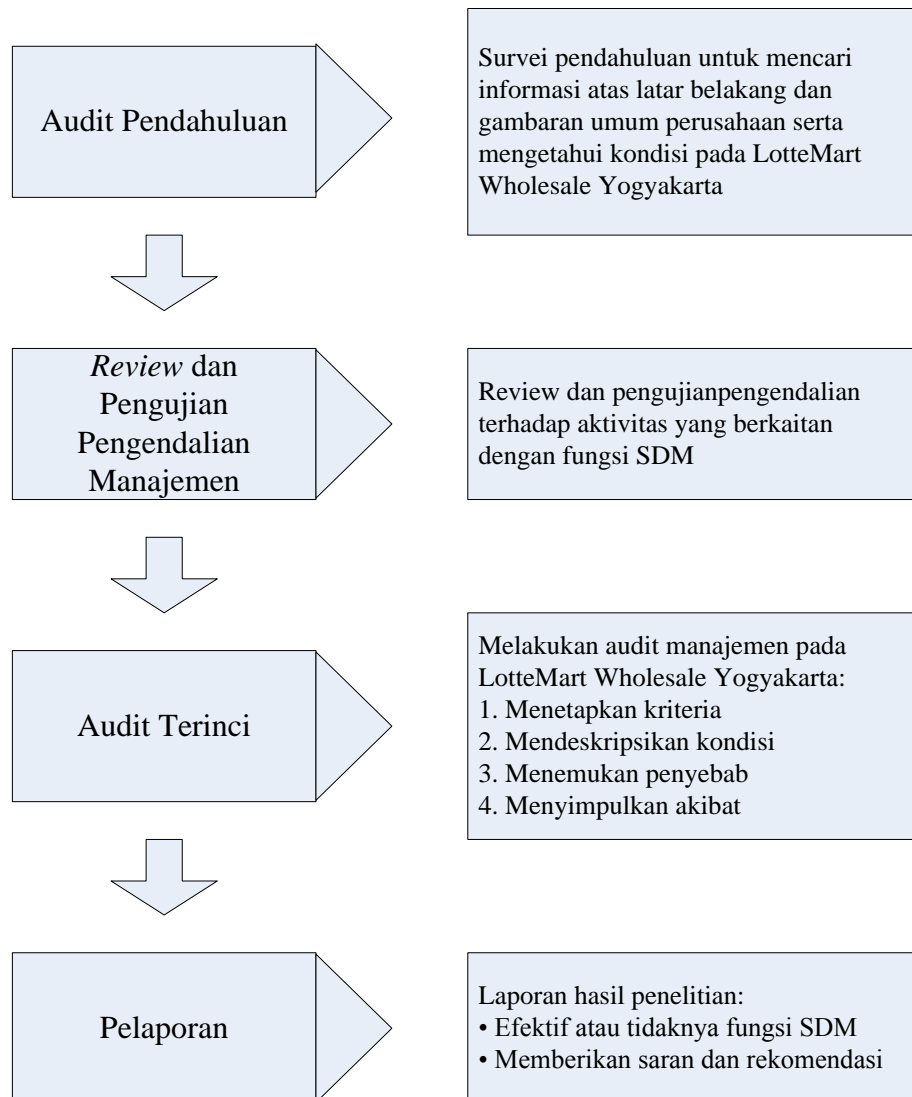 Audit Pendahuluan
Survei pendahuluan untuk mencari
informasi atas latar belakang dan
gambaran umum perusahaan serta
mengetahui kondisi pada LotteMart
Wholesale Yogyakarta
Review dan
Pengujian
Pengendalian
Manajemen
Review dan pengujianpengendalian
terhadap aktivitas yang berkaitan
dengan fungsi SDM
Audit Terinci
Melakukan audit manajemen pada
LotteMart Wholesale Yogyakarta:
1. Menetapkan kriteria
2. Mendeskripsikan kondisi
3. Menemukan penyebab
4. Menyimpulkan akibat
Pelaporan
Laporan hasil penelitian:
• Efektif atau tidaknya fungsi SDM
• Memberikan saran dan rekomendasi